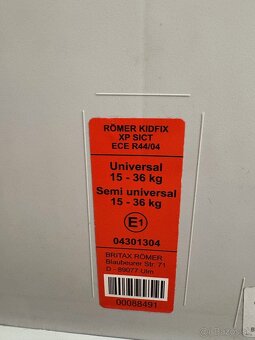 RÖMER KIDFIX
XP SICT
ECE R44/04
Universal
15 - 36 kg
Semi universal
15 - 36 kg
E1
04301304
BRITAX RÖMER
Blaubeurer Str. 71
D - 89077 Ulm
00088491